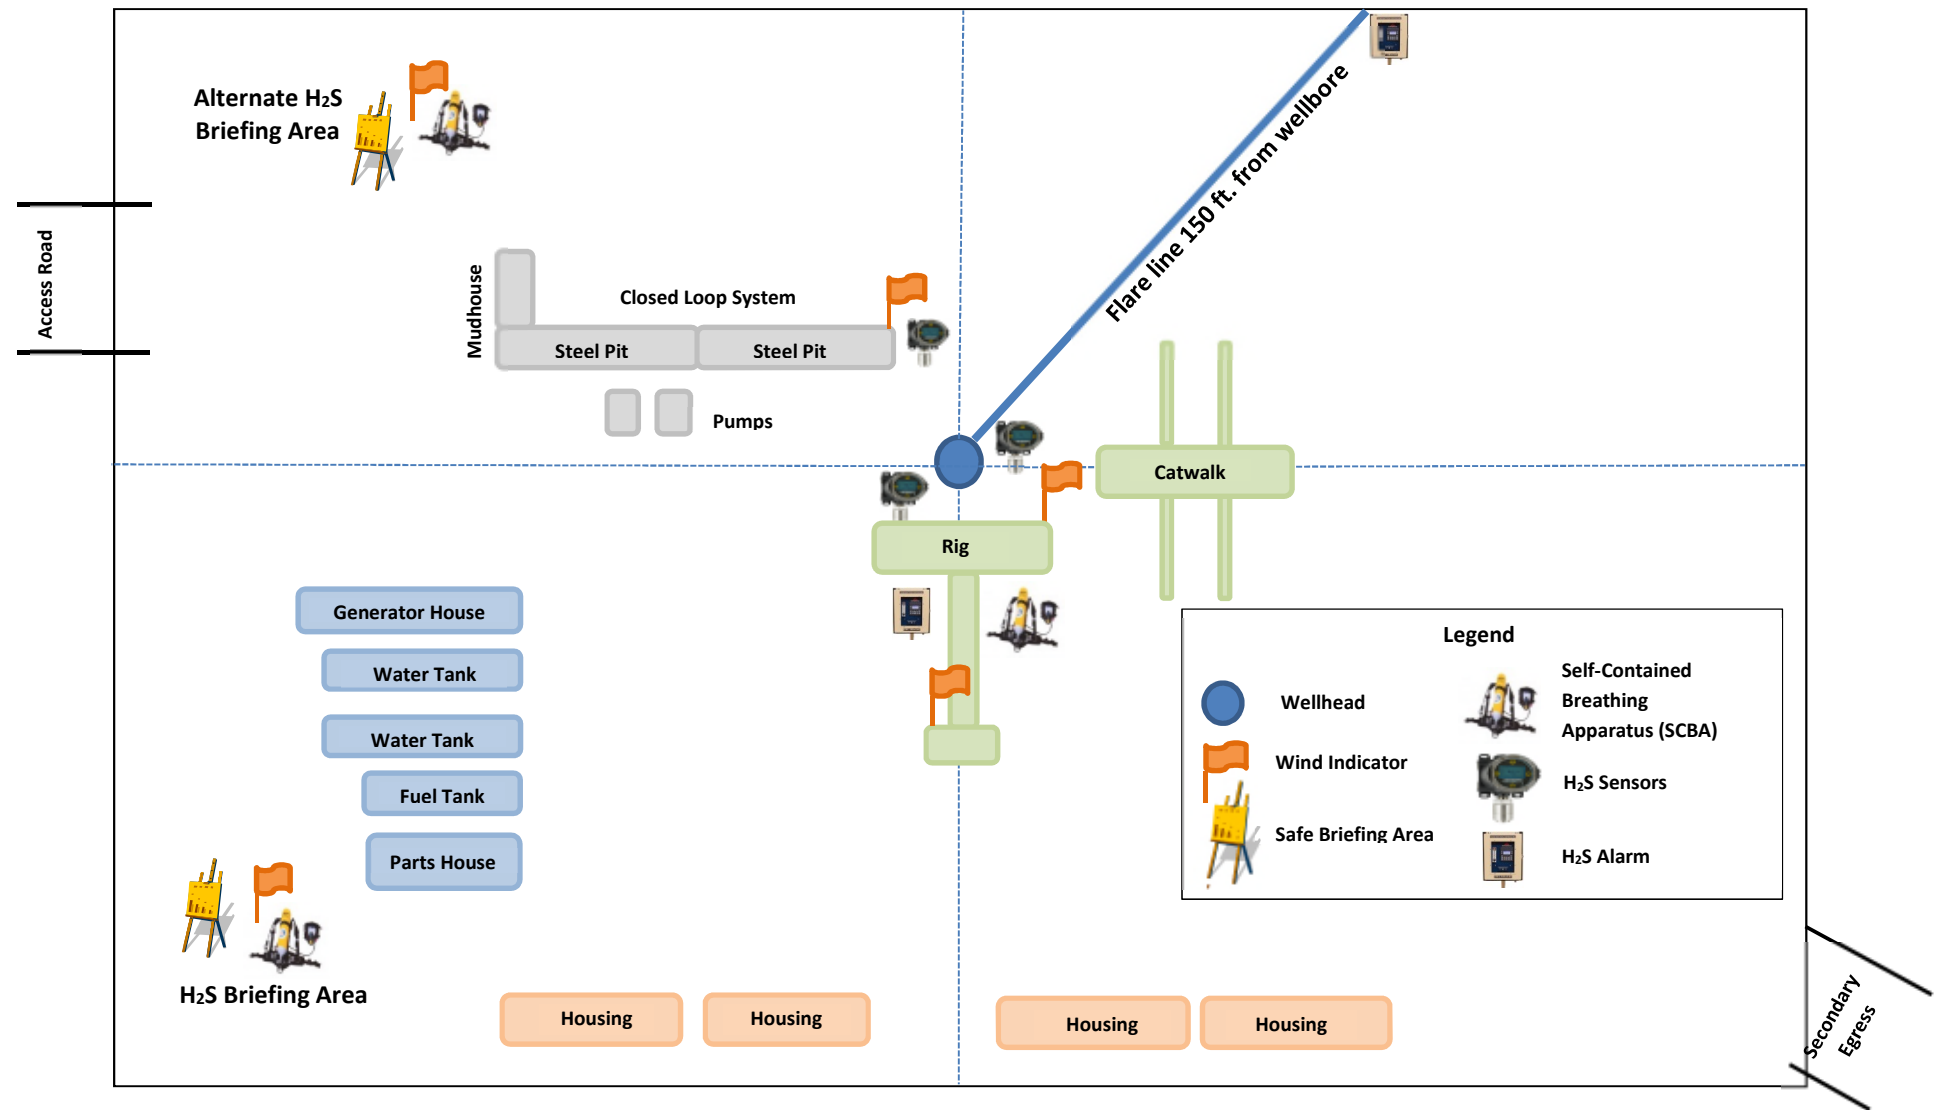 Alternate H₂S
Briefing Area
Access Road
Mudhouse
Closed Loop System
Steel Pit
Steel Pit
Pumps
Flare line 150 ft. from wellbore
Catwalk
Rig
Generator House
Water Tank
Water Tank
Fuel Tank
Parts House
H₂S Briefing Area
Housing
Housing
Housing
Housing
Legend
Wellhead
Wind Indicator
Safe Briefing Area
Self-Contained
Breathing
Apparatus (SCBA)
H₂S Sensors
H₂S Alarm
Secondary
Egress